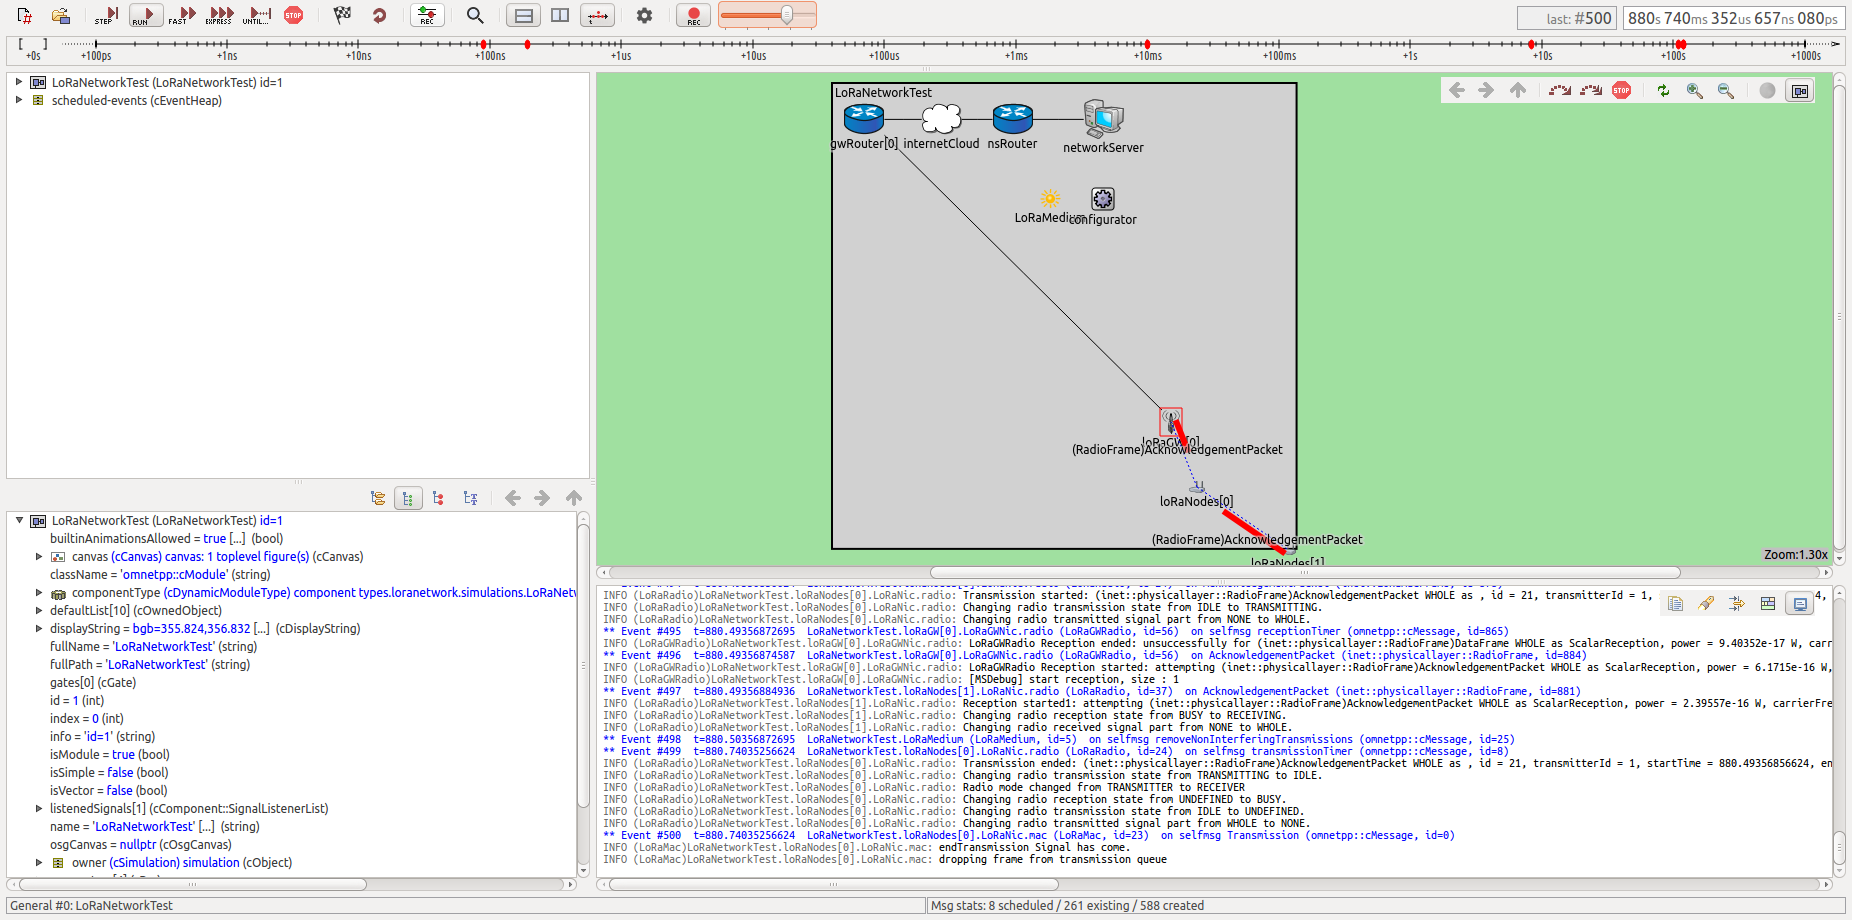 STEP RUN FAST EXPRESS UNTIL... STOP REC REC last: #500 880s 740ms 352us 657ns 080ps
+0s +100ps +1ns +10ns +100ns +1us +10us +100us +1ms +10ms +100ms +1s +10s +100s +1000s
LoRaNetworkTest (LoRaNetworkTest) id=1
scheduled-events (cEventHeap)
LoRaNetworkTest (LoRaNetworkTest) id=1
builtinAnimationsAllowed = true [...] (bool)
canvas (cCanvas) canvas: 1 toplevel figure(s) (cCanvas)
className = 'omnetpp::cModule' (string)
componentType (cDynamicModuleType) component types.loranetwork.simulations.LoRaNetw
defaultList[10] (cOwnedObject)
displayString = bgb=355.824,356.832 [...] (cDisplayString)
fullName = 'LoRaNetworkTest' (string)
fullPath = 'LoRaNetworkTest' (string)
gates[0] (cGate)
id = 1 (int)
index = 0 (int)
info = 'id=1' (string)
isModule = true (bool)
isSimple = false (bool)
isVector = false (bool)
listenedSignals[1] (cComponent::SignalListenerList)
name = 'LoRaNetworkTest' [...] (string)
osgCanvas = nullptr (cOsgCanvas)
owner (cSimulation) simulation (cObject)
LoRaNetworkTest
gwRouter[0] internetCloud nsRouter networkServer
LoRaMedium configurator
loRaGW[0]
(RadioFrame)AcknowledgementPacket
loRaNodes[0]
(RadioFrame)AcknowledgementPacket
loRaNodes[1]
STOP
Zoom:1.30x
INFO (LoRaRadio)LoRaNetworkTest.loRaNodes[0].LoRaNic.radio: Transmission started: (inet::physicallayer::RadioFrame)AcknowledgementPacket WHOLE as , id = 21, transmitterId = 1,
INFO (LoRaRadio)LoRaNetworkTest.loRaNodes[0].LoRaNic.radio: Changing radio transmission state from IDLE to TRANSMITTING.
INFO (LoRaRadio)LoRaNetworkTest.loRaNodes[0].LoRaNic.radio: Changing radio transmitted signal part from NONE to WHOLE.
** Event #495 t=880.49356872695 LoRaNetworkTest.loRaGW[0].LoRaGWNic.radio (LoRaGWRadio, id=56) on selfmsg receptionTimer (omnetpp::cMessage, id=865)
INFO (LoRaGWRadio)LoRaNetworkTest.loRaGW[0].LoRaGWNic.radio: LoRaGWRadio Reception ended: unsuccessfully for (inet::physicallayer::RadioFrame)DataFrame WHOLE as ScalarReception, power = 9.40352e-17 W, carr
** Event #496 t=880.49356874587 LoRaNetworkTest.loRaGW[0].LoRaGWNic.radio (LoRaGWRadio, id=56) on AcknowledgementPacket (inet::physicallayer::RadioFrame, id=884)
INFO (LoRaGWRadio)LoRaNetworkTest.loRaGW[0].LoRaGWNic.radio: LoRaGWRadio Reception started: attempting (inet::physicallayer::RadioFrame)AcknowledgementPacket WHOLE as ScalarReception, power = 6.1715e-16 W,
INFO (LoRaGWRadio)LoRaNetworkTest.loRaGW[0].LoRaGWNic.radio: [MSDebug] start reception, size : 1
** Event #497 t=880.49356884936 LoRaNetworkTest.loRaNodes[1].LoRaNic.radio (LoRaRadio, id=37) on AcknowledgementPacket (inet::physicallayer::RadioFrame, id=881)
INFO (LoRaRadio)LoRaNetworkTest.loRaNodes[1].LoRaNic.radio: Reception started1: attempting (inet::physicallayer::RadioFrame)AcknowledgementPacket WHOLE as ScalarReception, power = 2.39557e-16 W, carrierFre
INFO (LoRaRadio)LoRaNetworkTest.loRaNodes[1].LoRaNic.radio: Changing radio reception state from BUSY to RECEIVING.
INFO (LoRaRadio)LoRaNetworkTest.loRaNodes[1].LoRaNic.radio: Changing radio received signal part from NONE to WHOLE.
** Event #498 t=880.50356872695 LoRaNetworkTest.LoRaMedium (LoRaMedium, id=5) on selfmsg removeNonInterferingTransmissions (omnetpp::cMessage, id=25)
** Event #499 t=880.74035256624 LoRaNetworkTest.loRaNodes[0].LoRaNic.radio (LoRaRadio, id=24) on selfmsg transmissionTimer (omnetpp::cMessage, id=8)
INFO (LoRaRadio)LoRaNetworkTest.loRaNodes[0].LoRaNic.radio: Transmission ended: (inet::physicallayer::RadioFrame)AcknowledgementPacket WHOLE as , id = 21, transmitterId = 1, startTime = 880.49356856624, en
INFO (LoRaRadio)LoRaNetworkTest.loRaNodes[0].LoRaNic.radio: Changing radio transmission state from TRANSMITTING to IDLE.
INFO (LoRaRadio)LoRaNetworkTest.loRaNodes[0].LoRaNic.radio: Radio mode changed from TRANSMITTER to RECEIVER
INFO (LoRaRadio)LoRaNetworkTest.loRaNodes[0].LoRaNic.radio: Changing radio reception state from UNDEFINED to BUSY.
INFO (LoRaRadio)LoRaNetworkTest.loRaNodes[0].LoRaNic.radio: Changing radio transmission state from IDLE to UNDEFINED.
INFO (LoRaRadio)LoRaNetworkTest.loRaNodes[0].LoRaNic.radio: Changing radio transmitted signal part from WHOLE to NONE.
** Event #500 t=880.74035256624 LoRaNetworkTest.loRaNodes[0].LoRaNic.mac (LoRaMac, id=23) on selfmsg Transmission (omnetpp::cMessage, id=0)
INFO (LoRaMac)LoRaNetworkTest.loRaNodes[0].LoRaNic.mac: endTransmission Signal has come.
INFO (LoRaMac)LoRaNetworkTest.loRaNodes[0].LoRaNic.mac: dropping frame from transmission queue
General #0: LoRaNetworkTest
Msg stats: 8 scheduled / 261 existing / 588 created